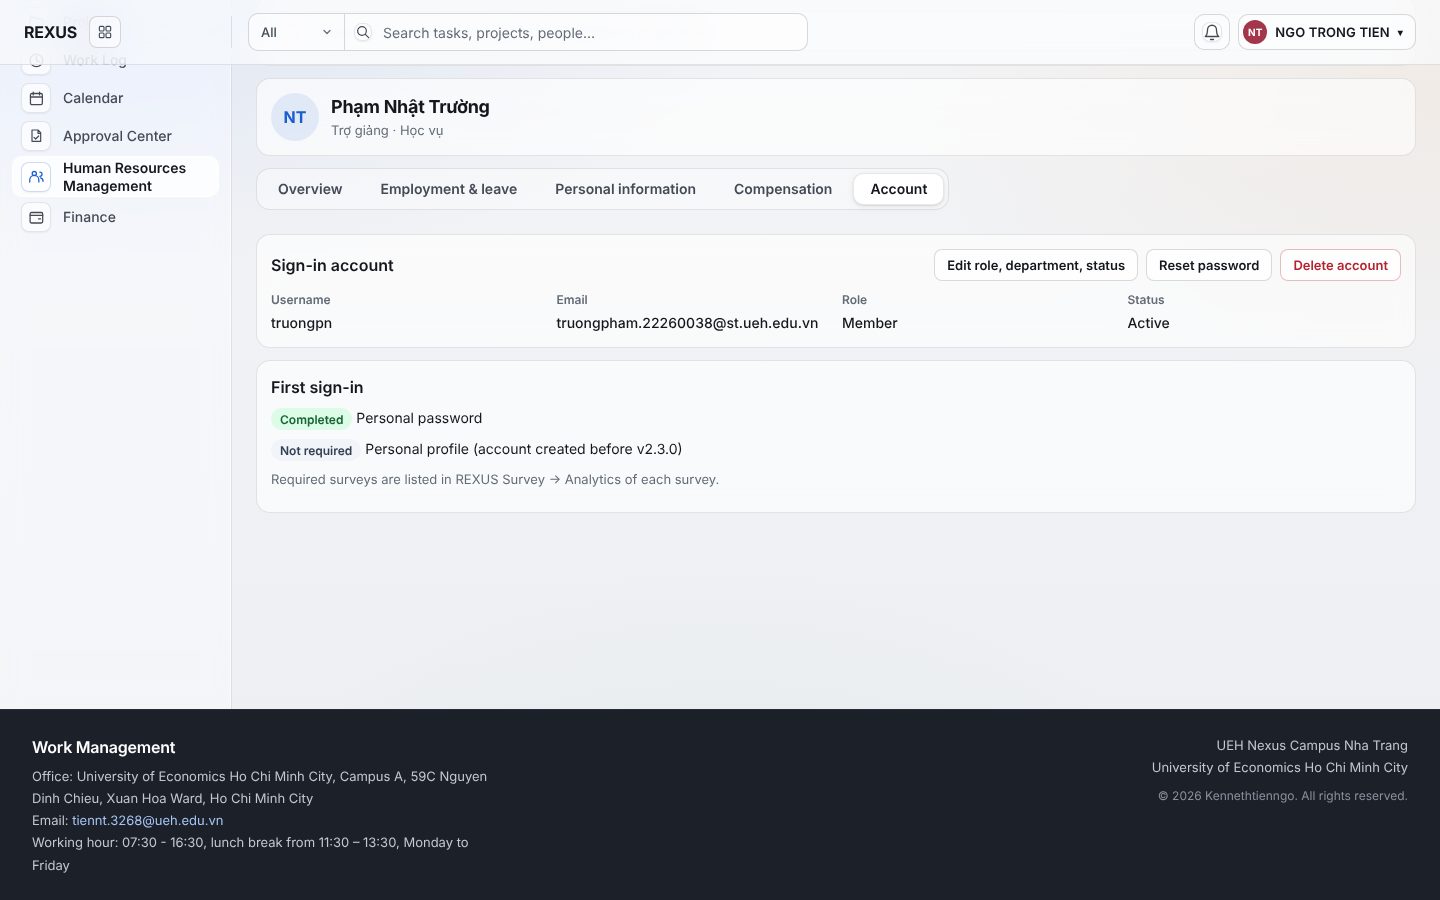 REXUS
All
Search tasks, projects, people...
NT
NGO TRONG TIEN
Work Log
Calendar
Approval Center
Human Resources
Management
Finance
NT
Phạm Nhật Trường
Trợ giảng · Học vụ
Overview
Employment & leave
Personal information
Compensation
Account
Sign-in account
Edit role, department, status
Reset password
Delete account
Username
Email
Role
Status
truongpn
truongpham.22260038@st.ueh.edu.vn
Member
Active
First sign-in
Completed Personal password
Not required Personal profile (account created before v2.3.0)
Required surveys are listed in REXUS Survey → Analytics of each survey.
Work Management
Office: University of Economics Ho Chi Minh City, Campus A, 59C Nguyen
Dinh Chieu, Xuan Hoa Ward, Ho Chi Minh City
Email: tiennt.3268@ueh.edu.vn
Working hour: 07:30 - 16:30, lunch break from 11:30 – 13:30, Monday to
Friday
UEH Nexus Campus Nha Trang
University of Economics Ho Chi Minh City
© 2026 Kennethtienngo. All rights reserved.